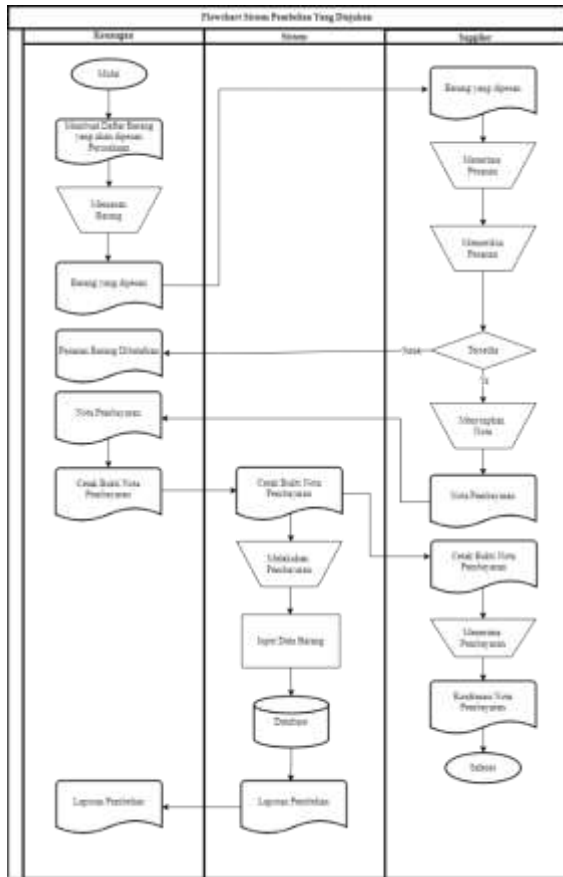 Flowchart Sistem Pembelian Yang Diajukan
Keuangan
Sistem
Supplier
Mulai
Membuat Daftar Barang
yang akan dipesan
Perusahaan
Memesan
Barang
Barang yang dipesan
Pesanan Barang Dibatalkan
Nota Pembayaran
Cetak Bukti Nota
Pembayaran
Laporan Pembelian
Cetak Bukti Nota
Pembayaran
Melakukan
Pembayaran
Input Data Barang
Database
Laporan Pembelian
Barang yang dipesan
Menerima
Pesanan
Memeriksa
Pesanan
Tersedia
Tidak
Ya
Menyiapkan
Nota
Nota Pembayaran
Cetak Bukti Nota
Pembayaran
Menerima
Pembayaran
Nota
Pembayaran
Selesai